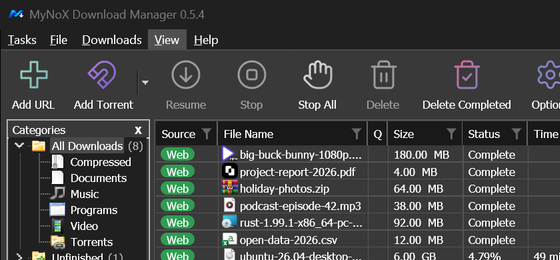 MyNoX Download Manager 0.5.4
Tasks File Downloads View Help
Add URL Add Torrent Resume Stop Stop All Delete Delete Completed Option
Categories x Source File Name Q Size Status Time
All Downloads (8) Web big-buck-bunny-1080p.... 180.00 MB Complete
Compressed Web project-report-2026.pdf 4.00 MB Complete
Documents Web holiday-photos.zip 64.00 MB Complete
Music Web podcast-episode-42.mp3 38.00 MB Complete
Programs Web rust-1.99.1-x86_64-pc-... 92.00 MB Complete
Video Web open-data-2026.csv 12.00 MB Complete
Torrents Web ubuntu-26.04-desktop-... 6.00 GB 4.79% 49 m
Unfinished (1)